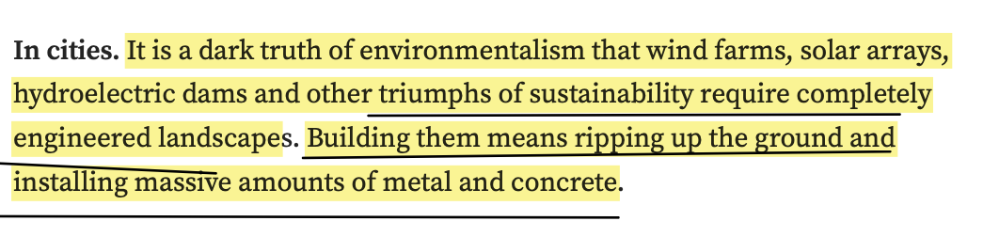 In cities. It is a dark truth of environmentalism that wind farms, solar arrays,
hydroelectric dams and other triumphs of sustainability require completely
engineered landscapes. Building them means ripping up the ground and
installing massive amounts of metal and concrete.